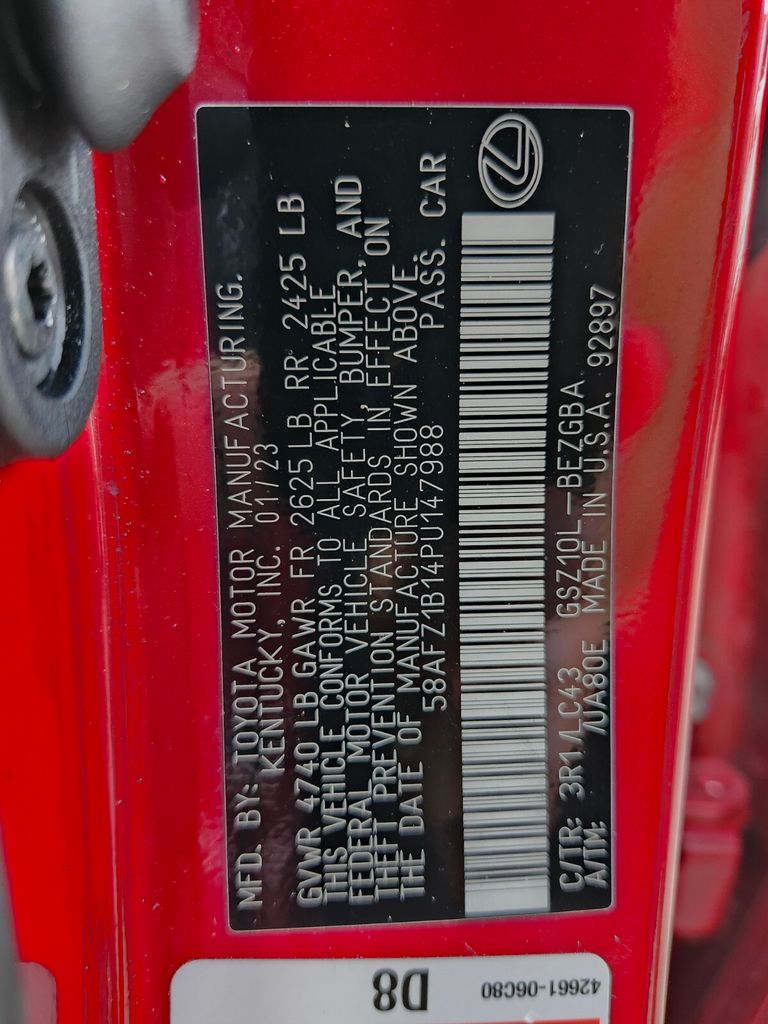 MFD. BY: TOYOTA MOTOR MANUFACTURING.
KENTUCKY, INC. 01/23
GVWR 4740 LB GAWR FR 2625 LB RR 2425 LB
THIS VEHICLE CONFORMS TO ALL APPLICABLE
FEDERAL MOTOR VEHICLE SAFETY, BUMPER, AND
THEFT PREVENTION STANDARDS IN EFFECT ON
THE DATE OF MANUFACTURE SHOWN ABOVE.
58AFZ1B14PU147988 PASS. CAR
C/TR: 3R1/LC43 GSZ10L-BEZGBA
A/TM: /UA80E MADE IN U.S.A. 92897
42661-06C80
D8